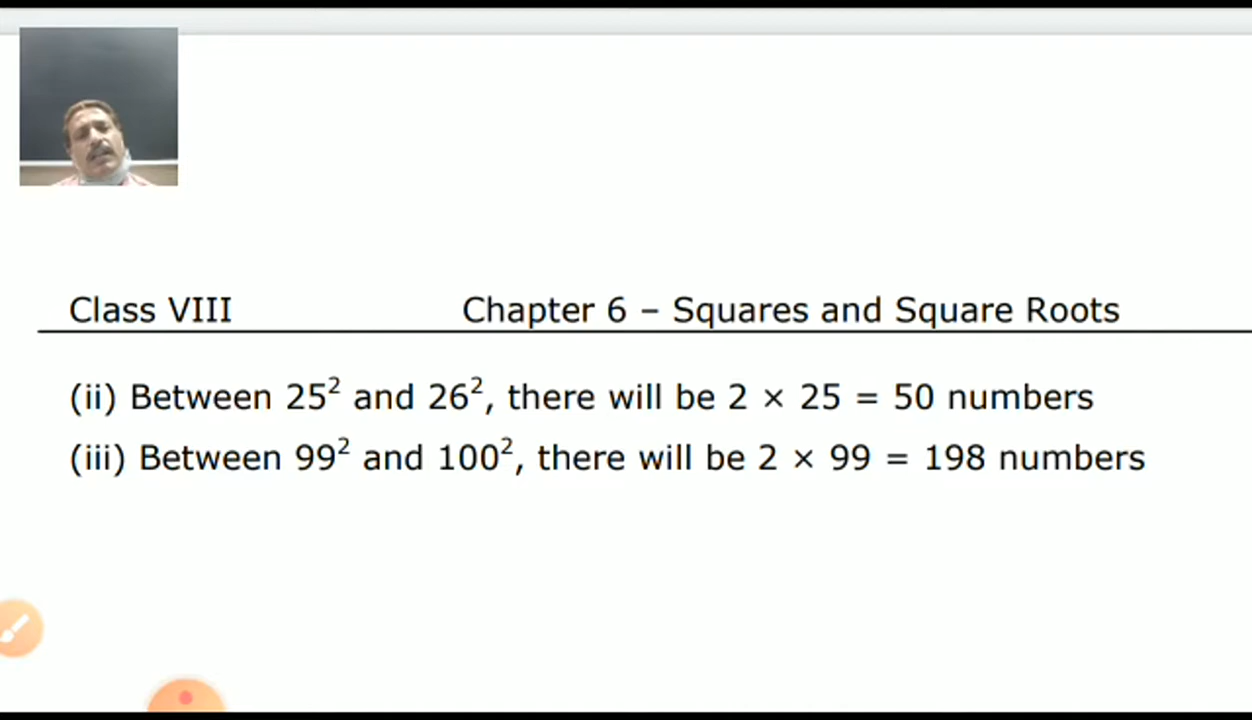 Class VIII Chapter 6 – Squares and Square Roots
(ii) Between 25² and 26², there will be 2 × 25 = 50 numbers
(iii) Between 99² and 100², there will be 2 × 99 = 198 numbers